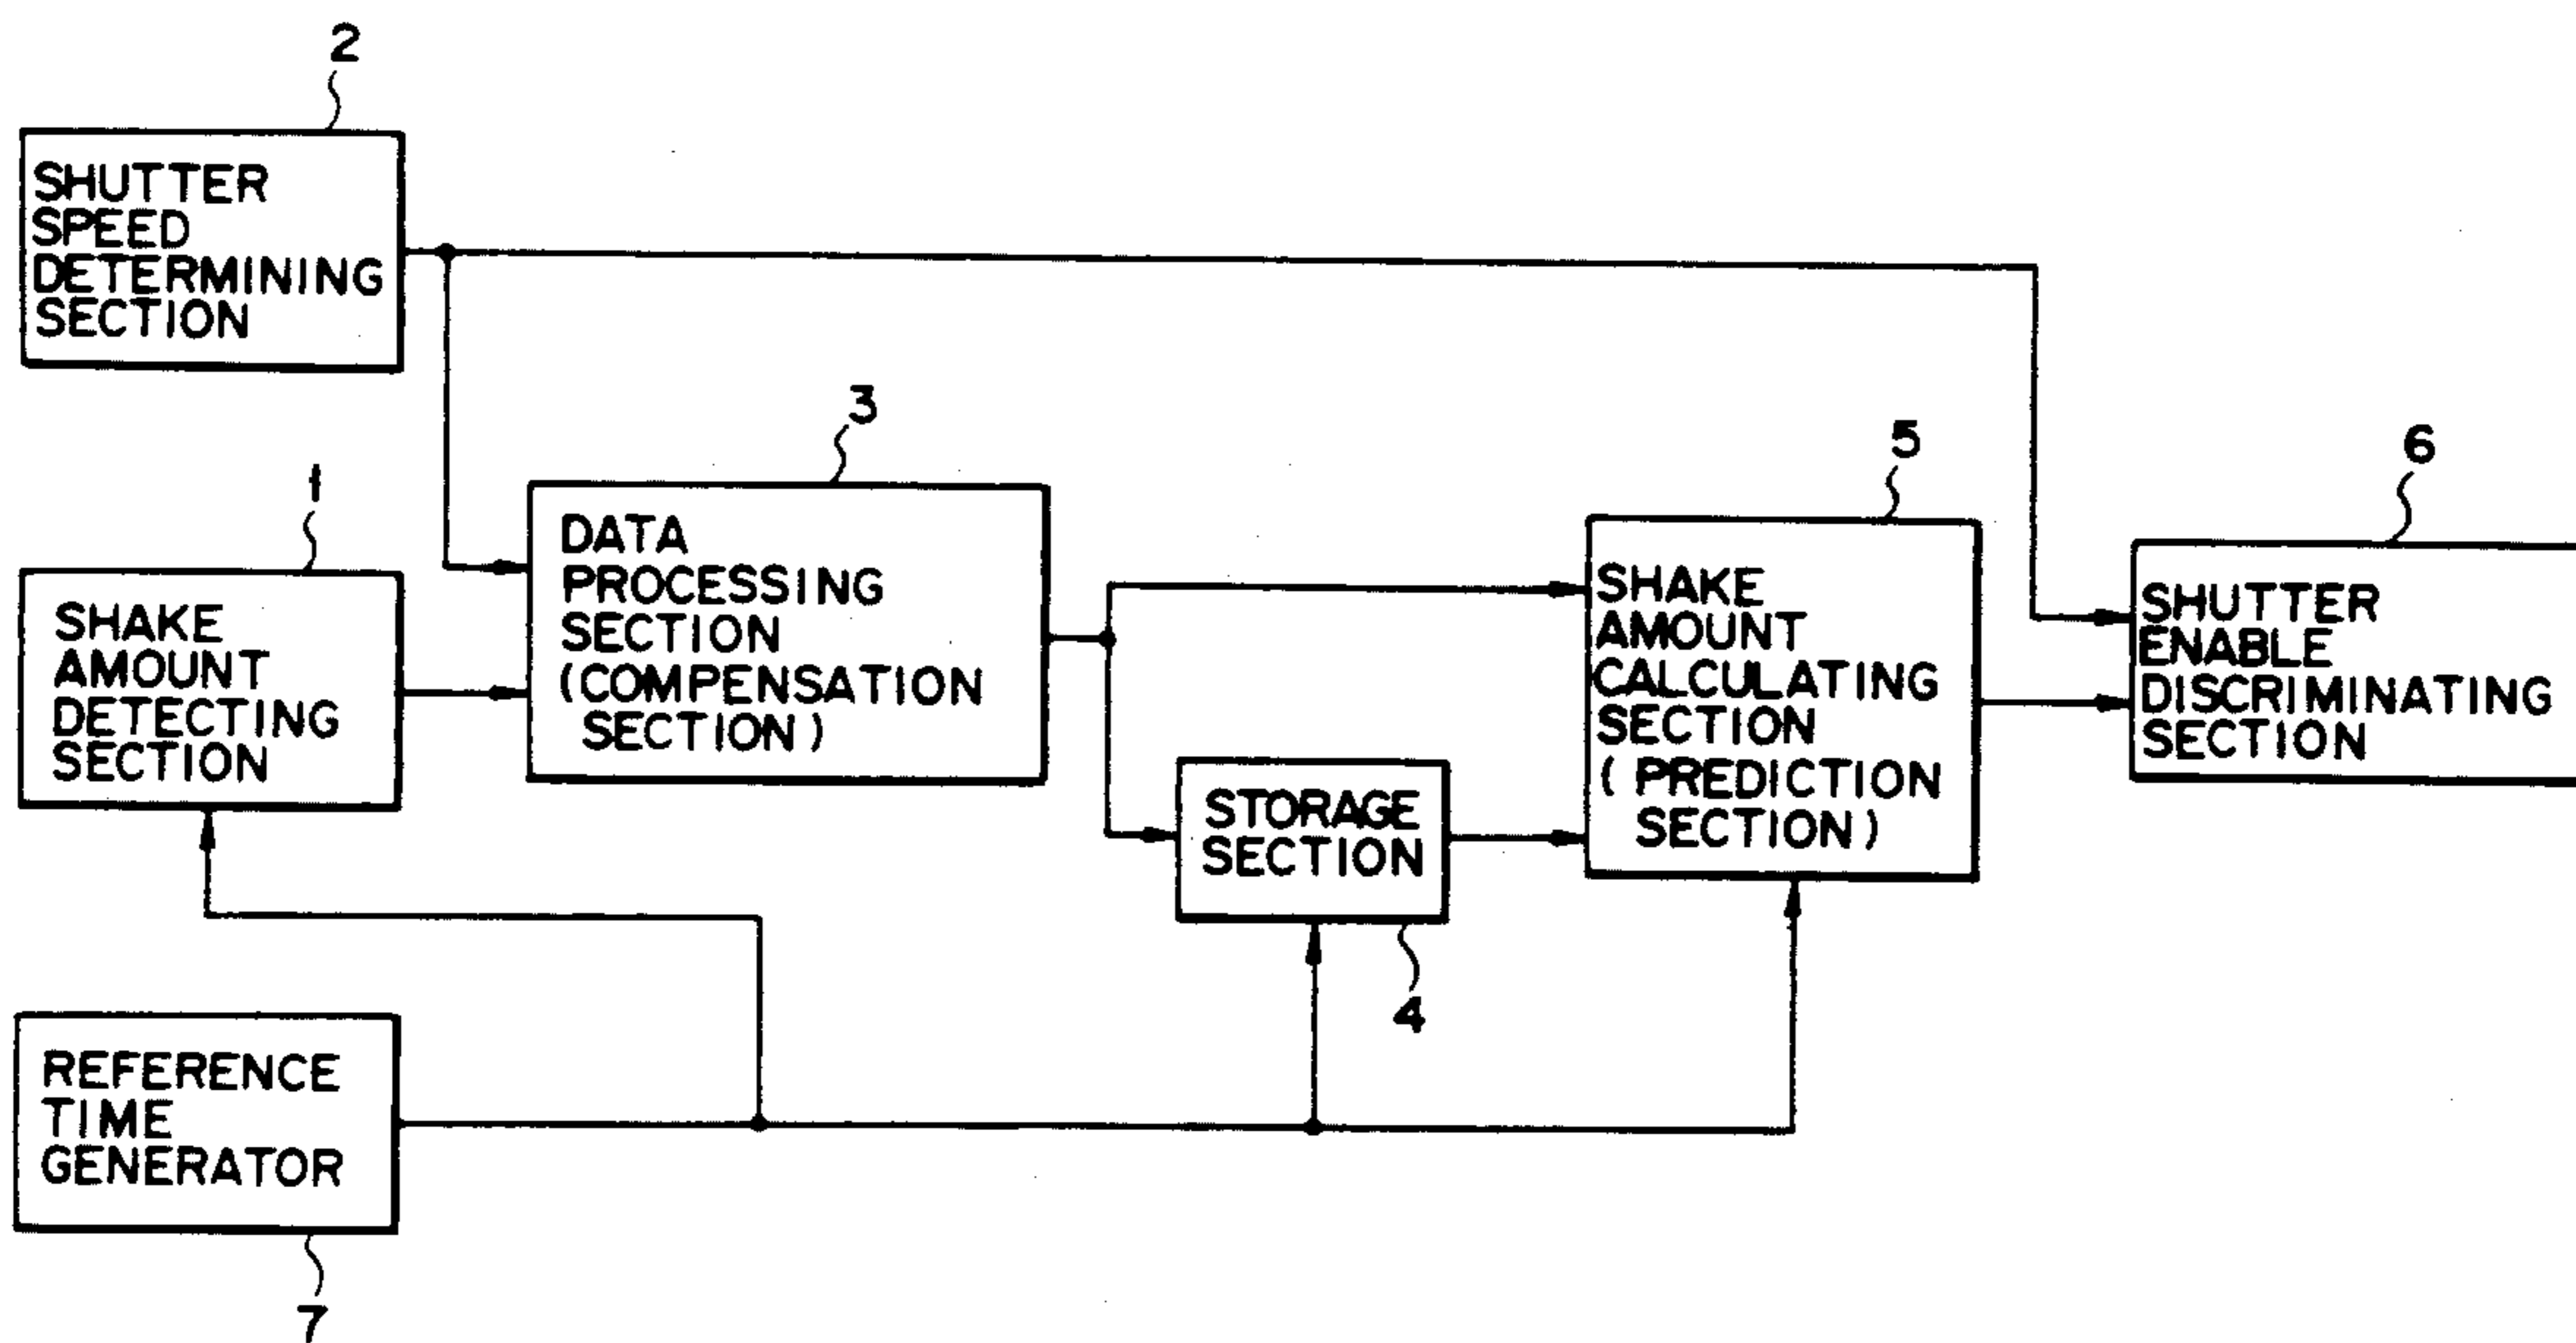 2
SHUTTER
SPEED
DETERMINING
SECTION
1
SHAKE
AMOUNT
DETECTING
SECTION
3
DATA
PROCESSING
SECTION
(COMPENSATION
SECTION)
5
SHAKE
AMOUNT
CALCULATING
SECTION
( PREDICTION
SECTION)
6
SHUTTER
ENABLE
DISCRIMINATING
SECTION
STORAGE
SECTION
4
REFERENCE
TIME
GENERATOR
7